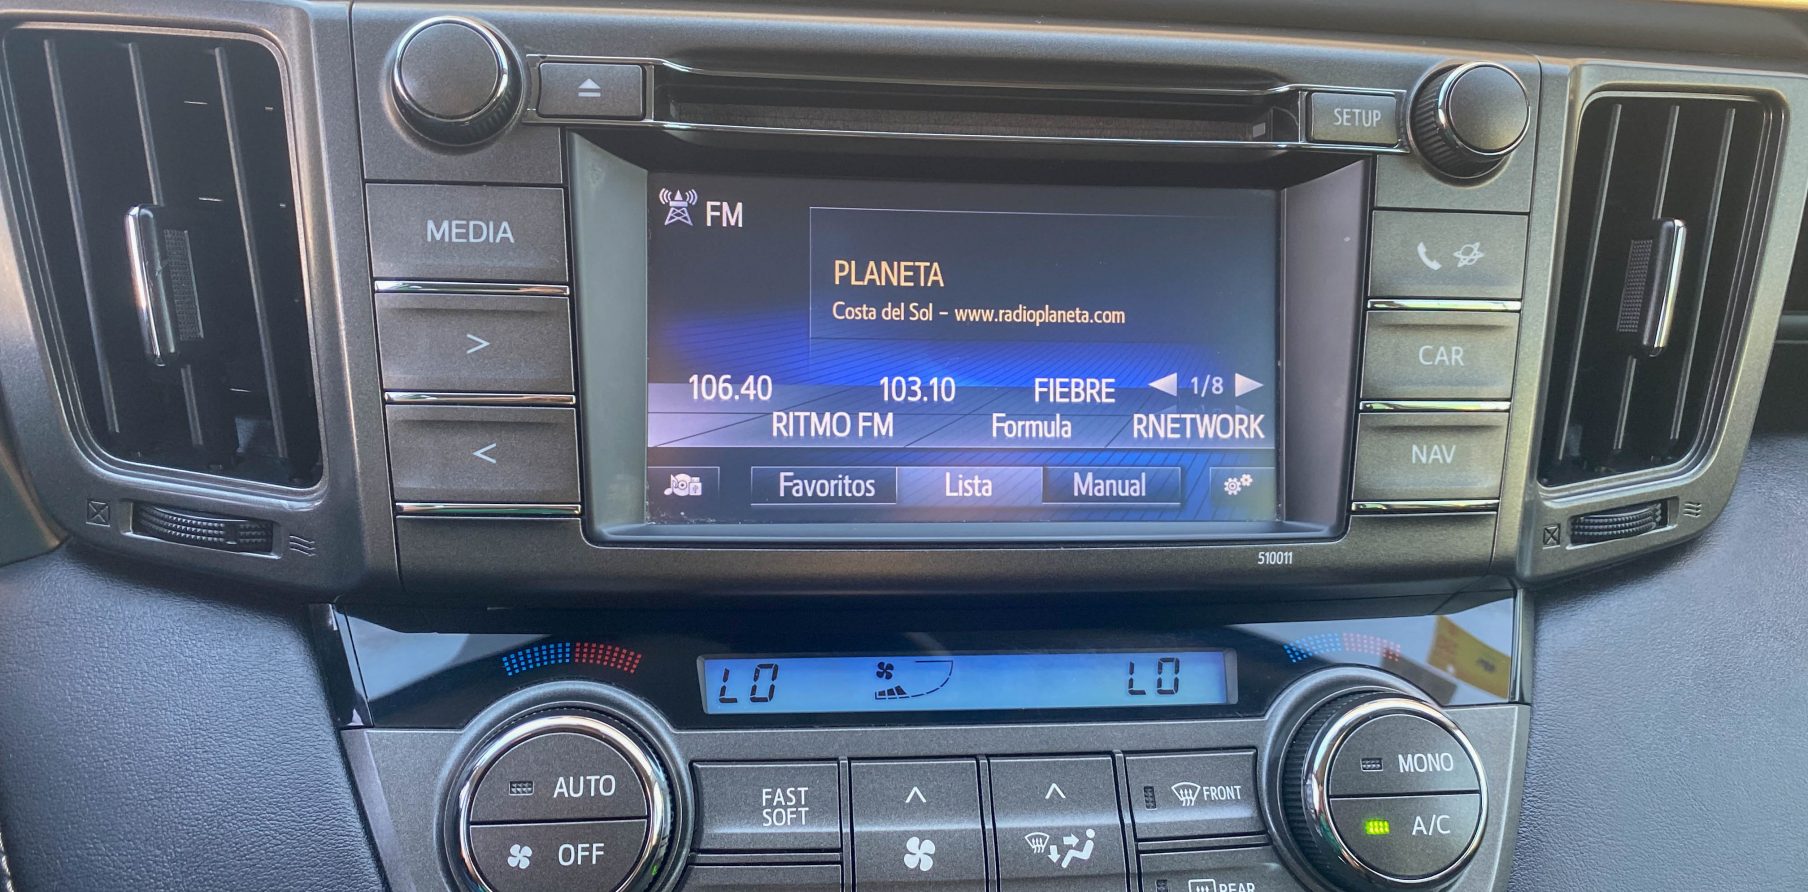 SETUP
FM
MEDIA
PLANETA
Costa del Sol - www.radioplaneta.com
>
CAR
106.40 103.10 FIEBRE 1/8
RITMO FM Formula RNETWORK
<
NAV
Favoritos Lista Manual
510011
LO LO
AUTO
FAST
SOFT
FRONT
MONO
A/C
OFF
REAR